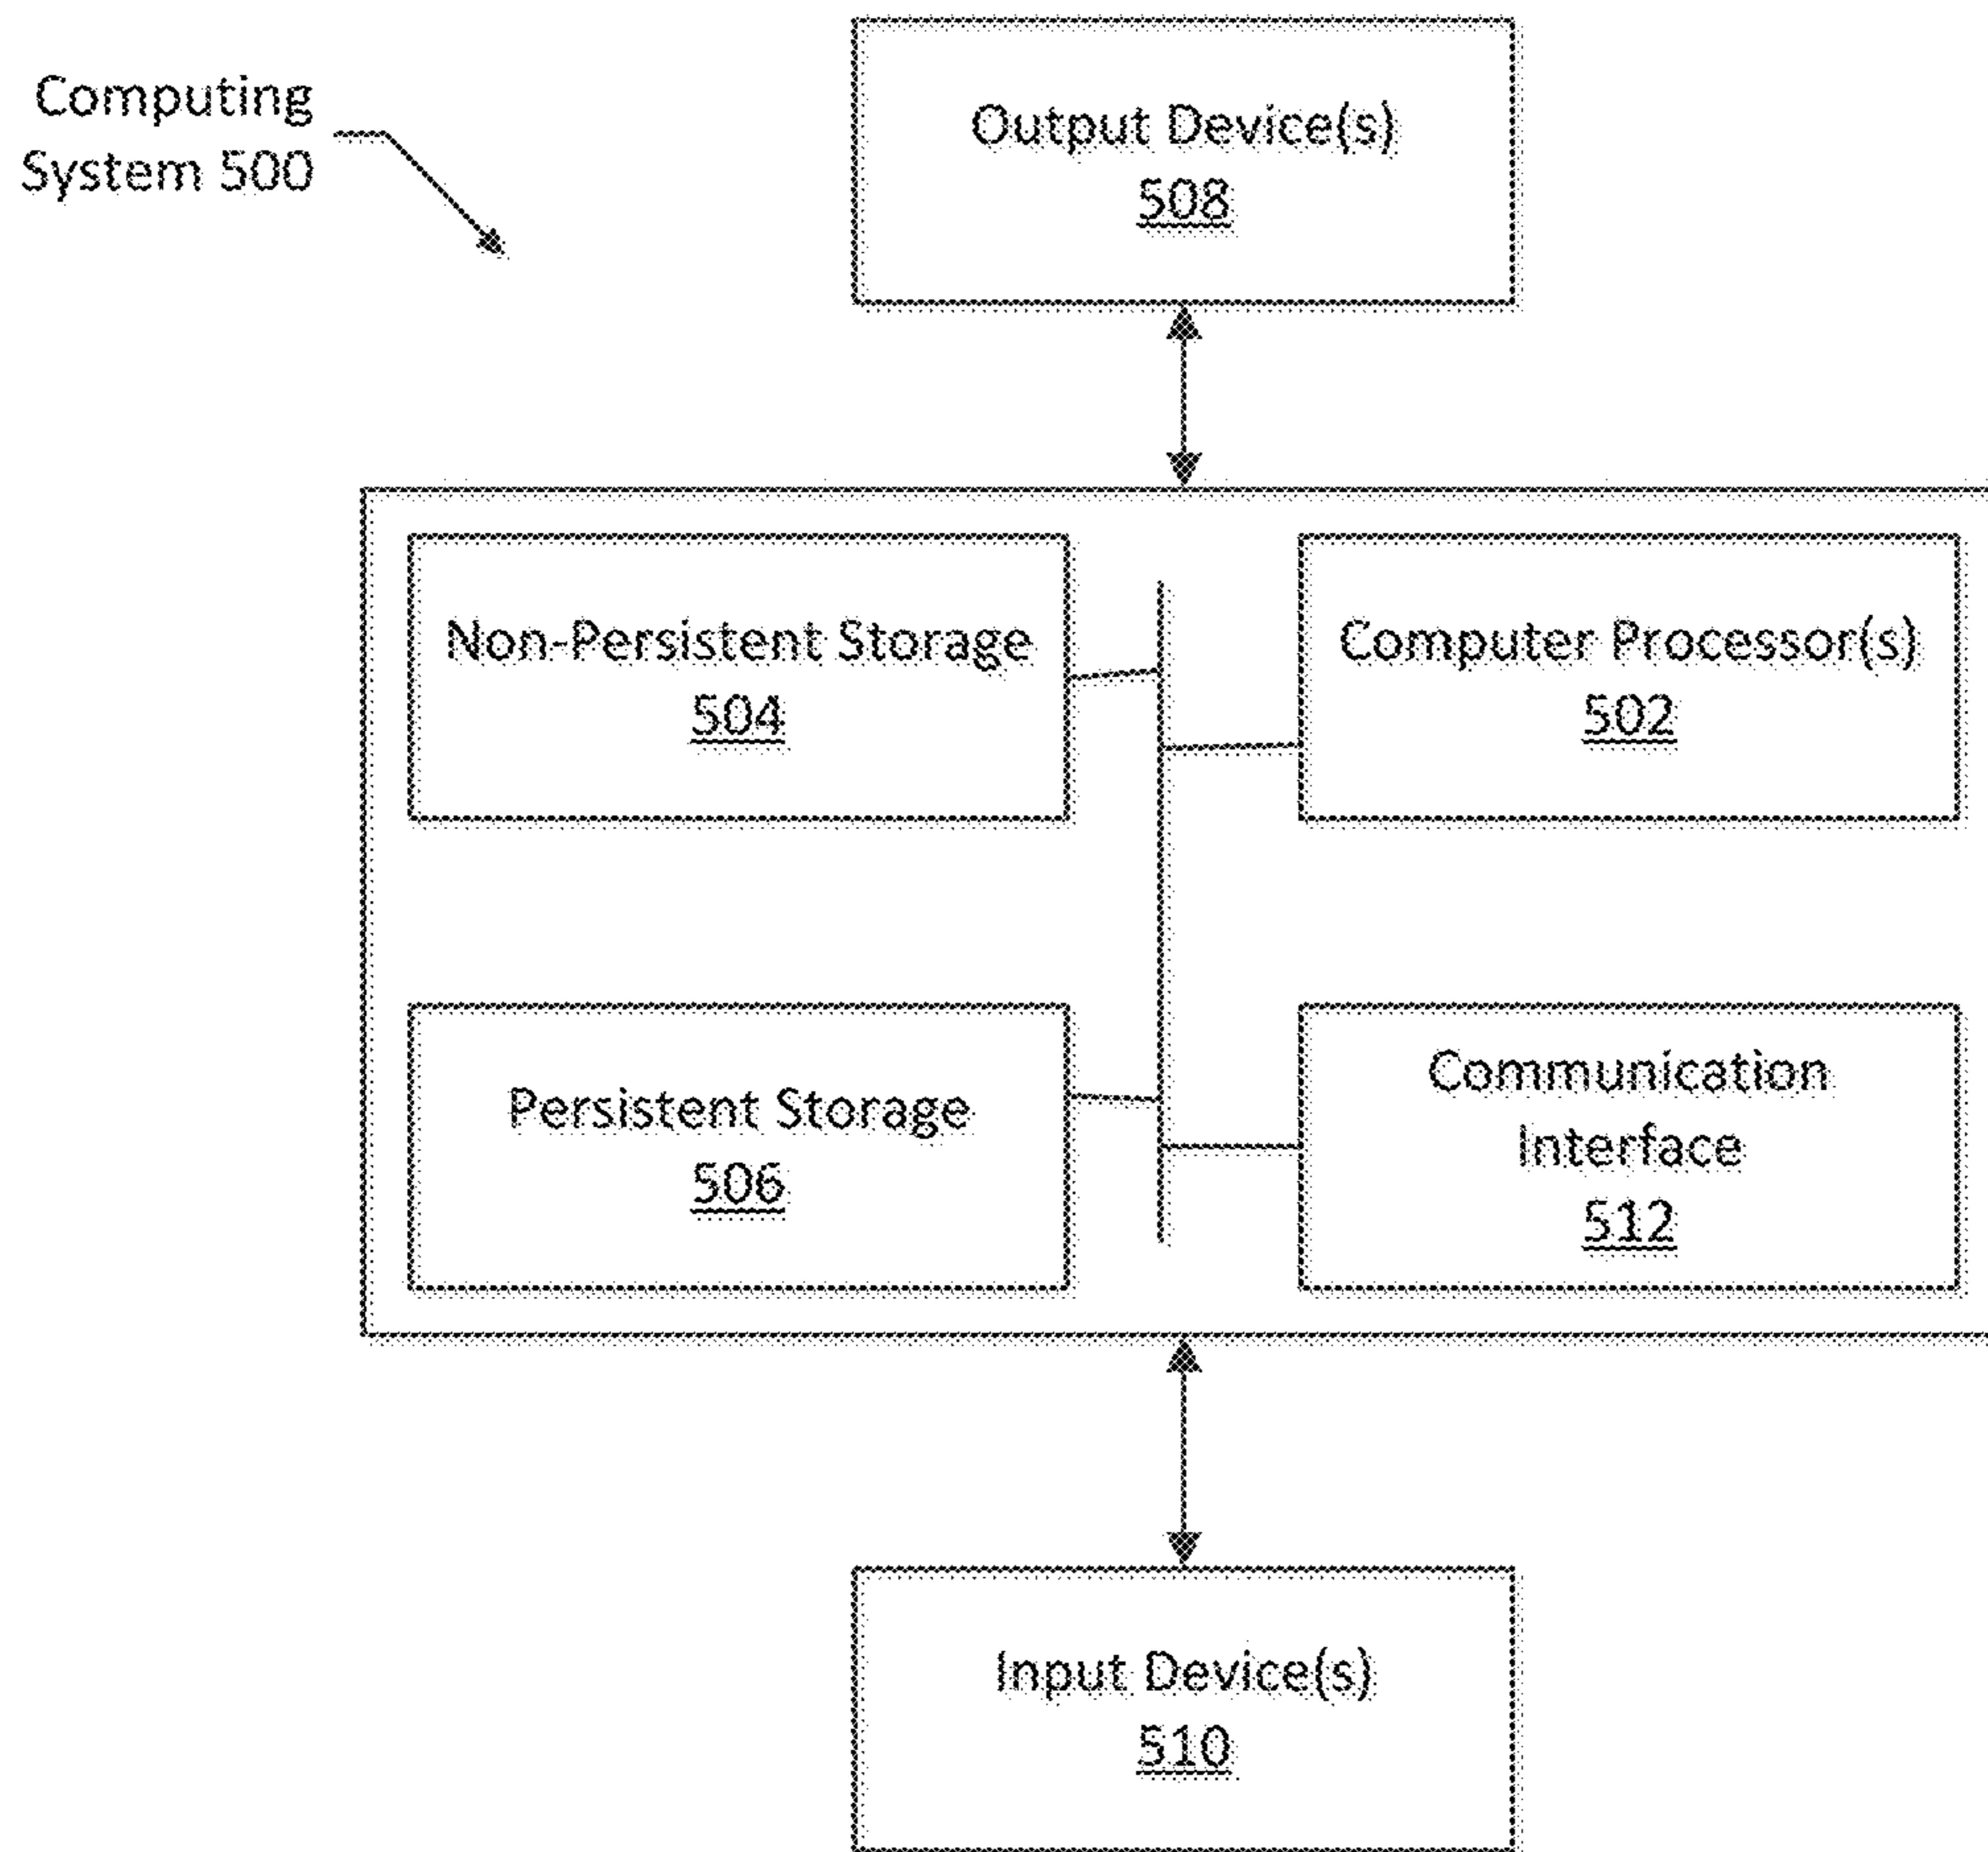 Computing
System 500
Output Device(s)
508
Non-Persistent Storage
504
Computer Processor(s)
502
Persistent Storage
506
Communication
Interface
512
Input Device(s)
510